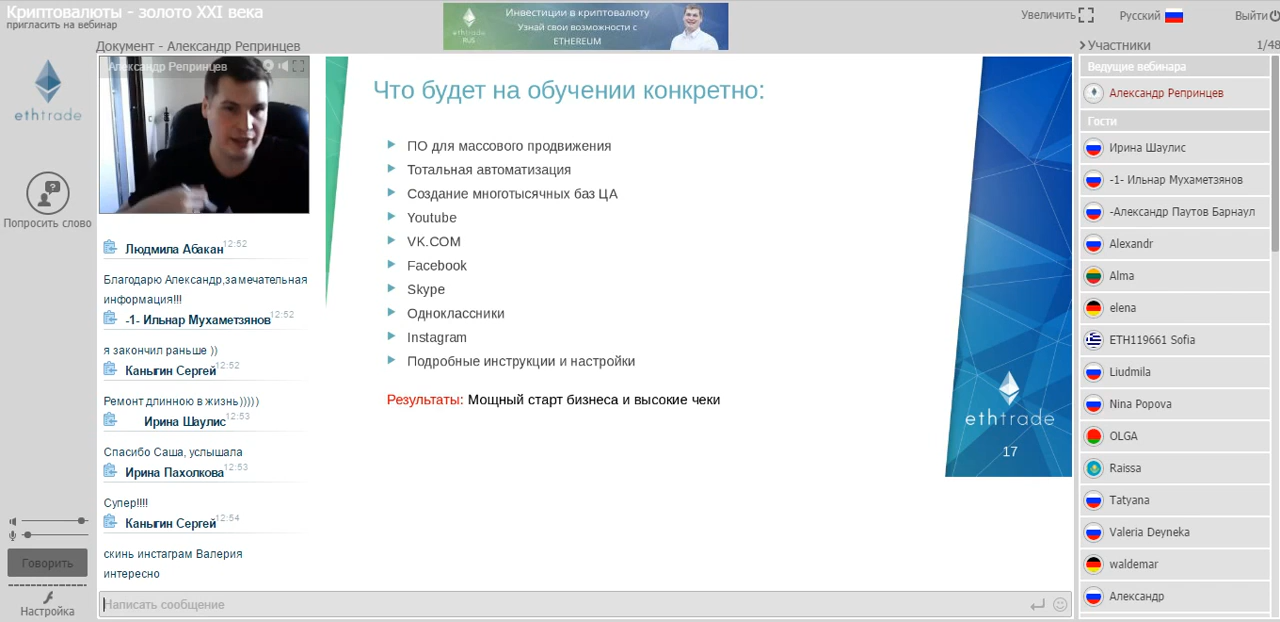 Криптовалюты - золото XXI века
пригласить на вебинар
ethtrade
RUS
Инвестиции в криптовалюту
Узнай свои возможности с
ETHEREUM
Увеличить
Русский
Выйти
Документ - Александр Репринцев
Участники
1/48
ethtrade
Попросить слово
Говорить
Настройка
Александр Репринцев
Людмила Абакан 12:52
Благодарю Александр,замечательная
информация!!!
-1- Ильнар Мухаметзянов 12:52
я закончил раньше ))
Каныгин Сергей 12:52
Ремонт длинною в жизнь)))))
Ирина Шаулис 12:53
Спасибо Саша, услышала
Ирина Пахолкова 12:53
Супер!!!!
Каныгин Сергей 12:54
скинь инстаграм Валерия
интересно
Написать сообщение
Что будет на обучении конкретно:
ПО для массового продвижения
Тотальная автоматизация
Создание многотысячных баз ЦА
Youtube
VK.COM
Facebook
Skype
Одноклассники
Instagram
Подробные инструкции и настройки
Результаты: Мощный старт бизнеса и высокие чеки
ethtrade
17
Ведущие вебинара
Александр Репринцев
Гости
Ирина Шаулис
-1- Ильнар Мухаметзянов
-Александр Паутов Барнаул
Alexandr
Alma
elena
ETH119661 Sofia
Liudmila
Nina Popova
OLGA
Raissa
Tatyana
Valeria Deyneka
waldemar
Александр